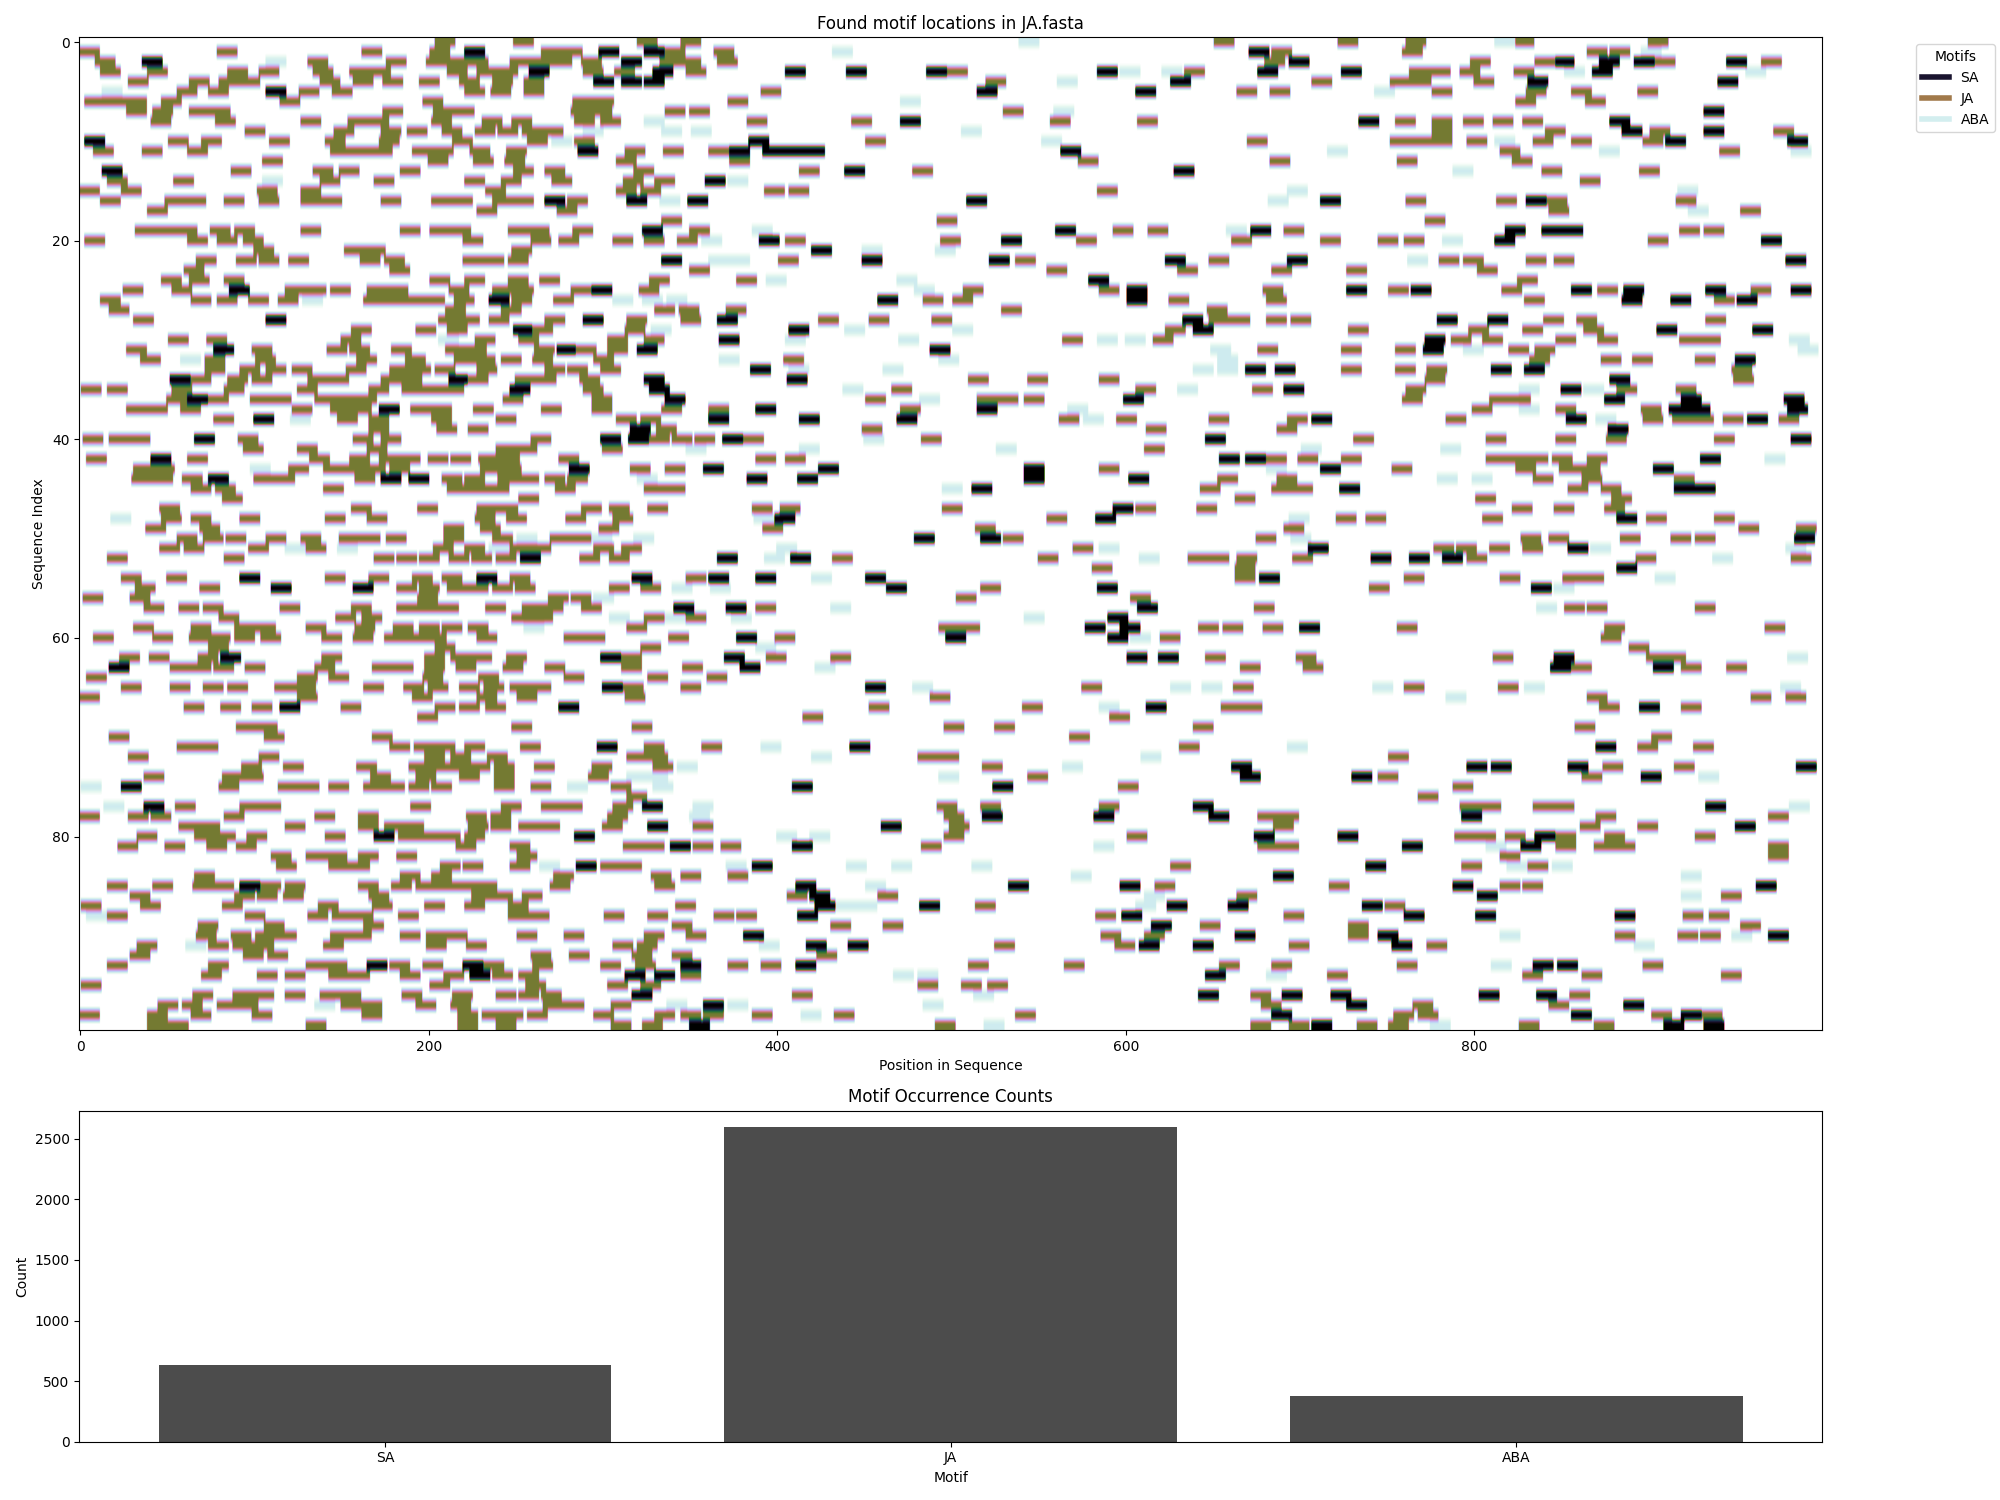 Found motif locations in JA.fasta
Motifs
SA
JA
ABA
Sequence Index
0
20
40
60
80
0 200 400 600 800
Position in Sequence
Motif Occurrence Counts
Count
2500
2000
1500
1000
500
0
SA JA ABA
Motif